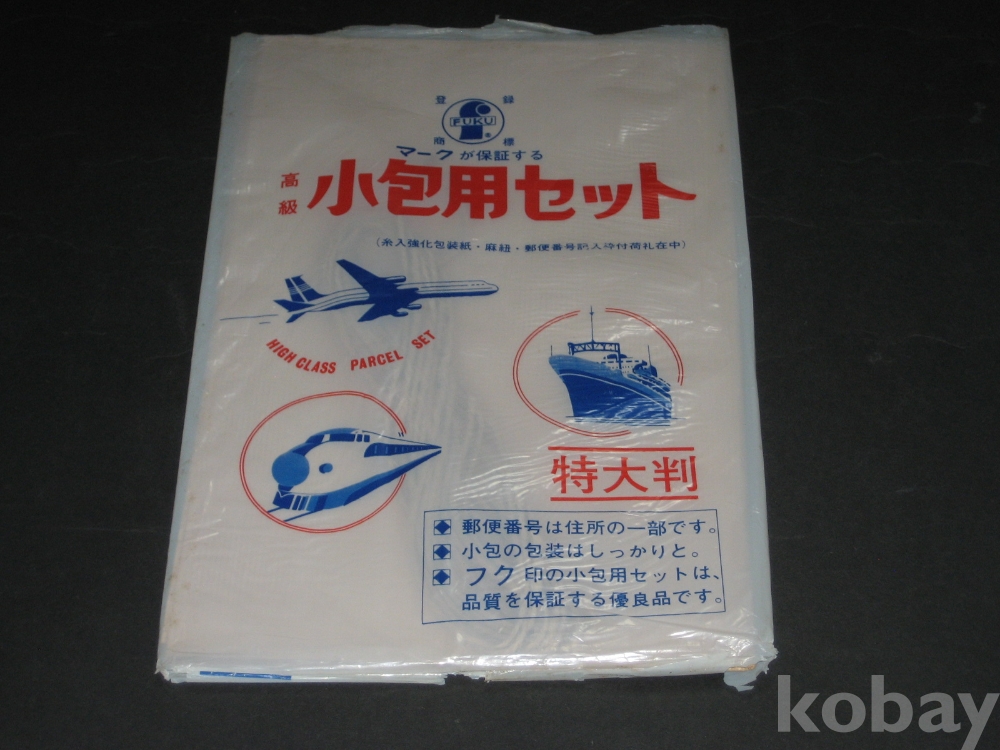 登 録
FUKU
商 標
マークが保証する
高級 小包用セット
(糸入強化包装紙・麻紐・郵便番号記入枠付荷札在中)
HIGH CLASS PARCEL SET
特大判
郵便番号は住所の一部です。
小包の包装はしっかりと。
フク印の小包用セットは、
品質を保証する優良品です。
kobay